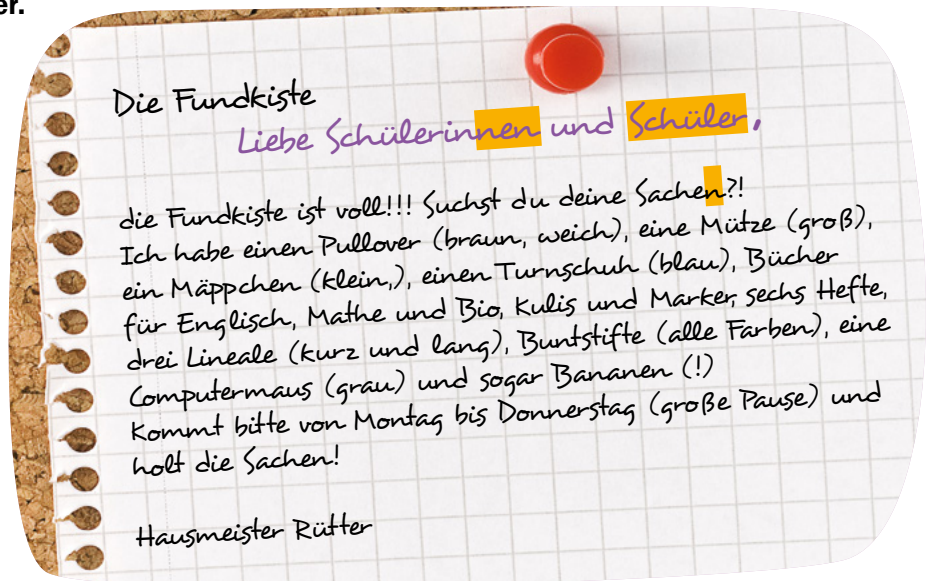 er.
Die Fundkiste
Liebe Schülerinnen und Schüler,
die Fundkiste ist voll!!! Suchst du deine Sachen?!
Ich habe einen Pullover (braun, weich), eine Mütze (groß),
ein Mäppchen (klein,), einen Turnschuh (blau), Bücher
für Englisch, Mathe und Bio, Kulis und Marker, sechs Hefte,
drei Lineale (kurz und lang), Buntstifte (alle Farben), eine
Computermaus (grau) und sogar Bananen (!)
Kommt bitte von Montag bis Donnerstag (große Pause) und
holt die Sachen!
Hausmeister Rütter